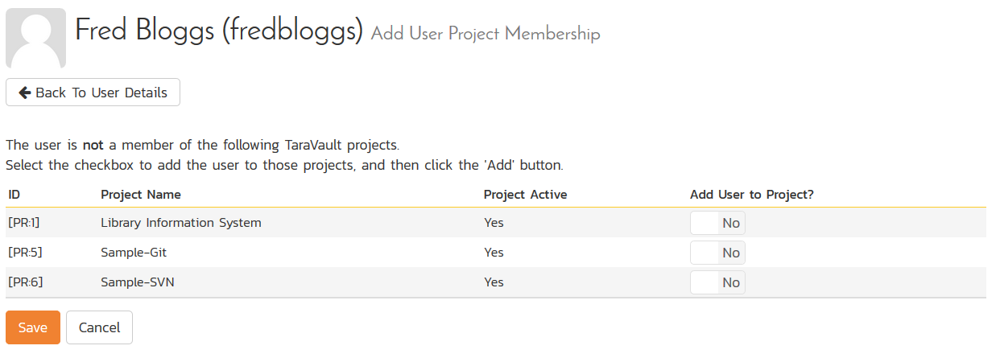 Fred Bloggs (fredbloggs) Add User Project Membership
Back To User Details
The user is not a member of the following TaraVault projects.
Select the checkbox to add the user to those projects, and then click the 'Add' button.
ID Project Name Project Active Add User to Project?
[PR:1] Library Information System Yes No
[PR:5] Sample-Git Yes No
[PR:6] Sample-SVN Yes No
Save Cancel